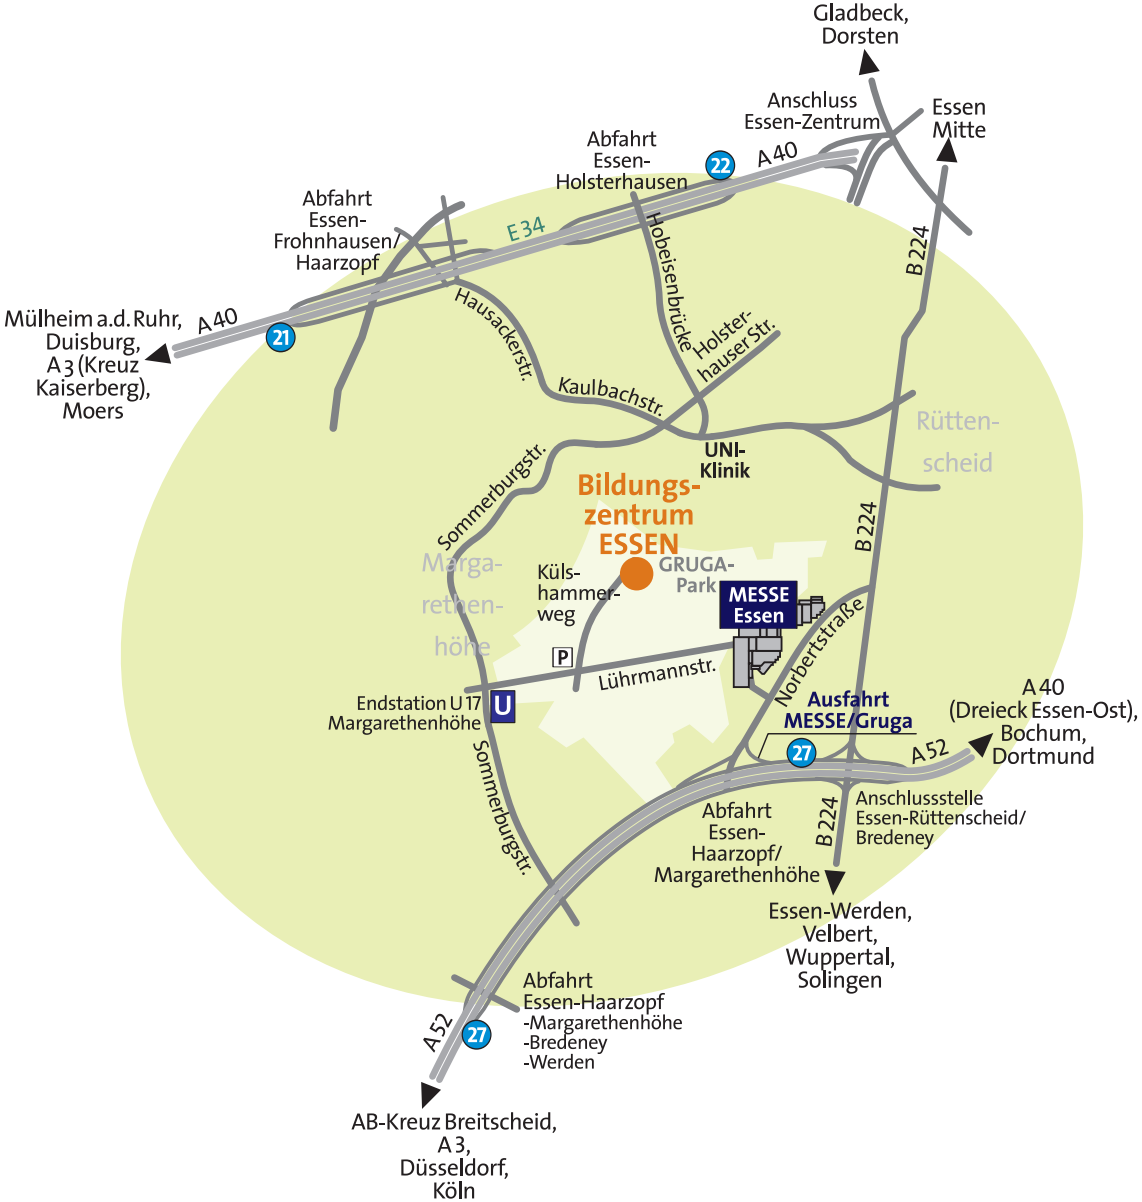 Gladbeck,
Dorsten
Anschluss
Essen-Zentrum
Essen
Mitte
Abfahrt
Essen-
Holsterhausen
22
A 40
Abfahrt
Essen-
Frohnhausen/
Haarzopf
E 34
B 224
Hobeisenbrücke
Mülheim a.d. Ruhr,
Duisburg,
A 3 (Kreuz
Kaiserberg),
Moers
A 40
21
Hausackerstr.
Holster-
hauser Str.
Kaulbachstr.
Rütten-
scheid
UNI-
Klinik
Sommerburgstr.
Bildungs-
zentrum
ESSEN
B 224
Marga-
rethen-
höhe
Küls-
hammer-
weg
GRUGA-
Park
MESSE
Essen
Norbertstraße
P
Lührmannstr.
Endstation U 17
Margarethenhöhe
U
Ausfahrt
MESSE/Gruga
27
A 52
A 40
(Dreieck Essen-Ost),
Bochum,
Dortmund
Sommerburgstr.
Abfahrt
Essen-
Haarzopf/
Margarethenhöhe
B 224
Anschlussstelle
Essen-Rüttenscheid/
Bredeney
Essen-Werden,
Velbert,
Wuppertal,
Solingen
Abfahrt
Essen-Haarzopf
-Margarethenhöhe
-Bredeney
-Werden
A 52
27
AB-Kreuz Breitscheid,
A 3,
Düsseldorf,
Köln